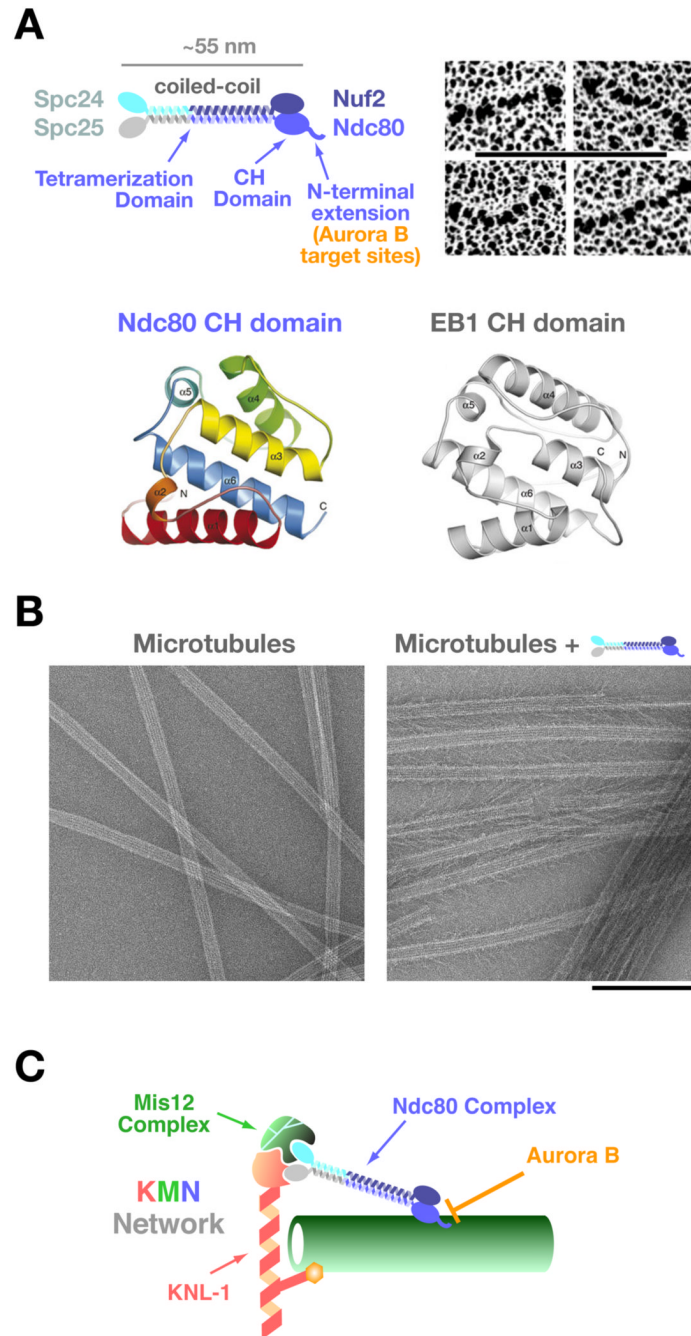 A
~55 nm
coiled-coil
Spc24
Spc25
Nuf2
Ndc80
Tetramerization
Domain
CH
Domain
N-terminal
extension
(Aurora B
target sites)
Ndc80 CH domain
EB1 CH domain
α5
α4
α3
α2
N
α6
C
α1
α5
α4
α2
α3
C
N
α6
α1
B
Microtubules
Microtubules +
C
Mis12
Complex
Ndc80 Complex
Aurora B
KMN
Network
KNL-1